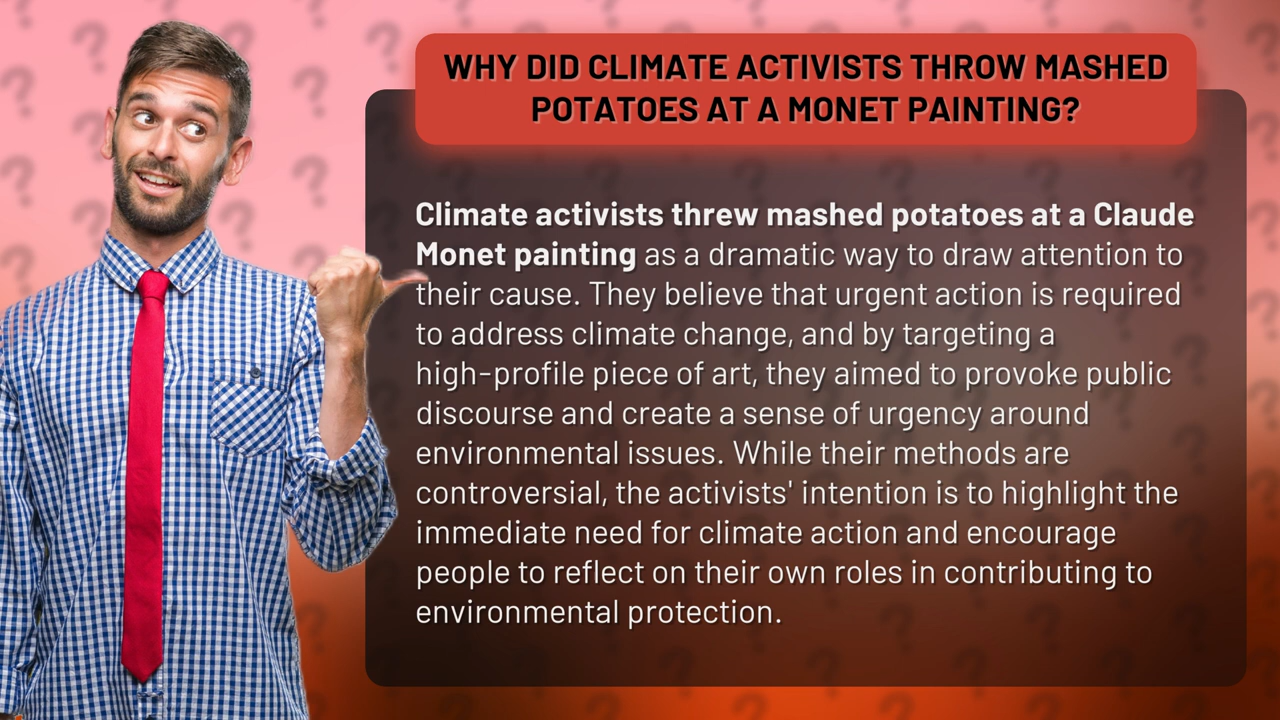 WHY DID CLIMATE ACTIVISTS THROW MASHED
POTATOES AT A MONET PAINTING?
Climate activists threw mashed potatoes at a Claude
Monet painting as a dramatic way to draw attention to
their cause. They believe that urgent action is required
to address climate change, and by targeting a
high-profile piece of art, they aimed to provoke public
discourse and create a sense of urgency around
environmental issues. While their methods are
controversial, the activists' intention is to highlight the
immediate need for climate action and encourage
people to reflect on their own roles in contributing to
environmental protection.